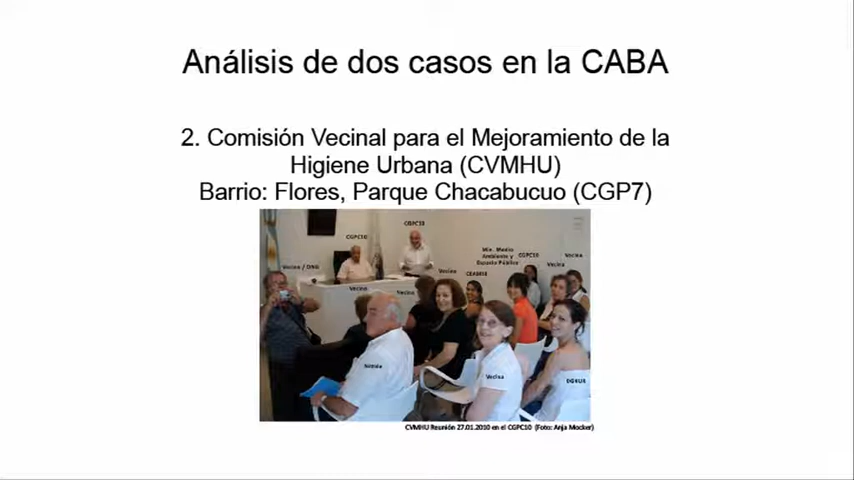 Análisis de dos casos en la CABA
2. Comisión Vecinal para el Mejoramiento de la
Higiene Urbana (CVMHU)
Barrio: Flores, Parque Chacabucuo (CGP7)
CGPC10
CGPC10
Min. Medio
Ambiente y
Espacio Público
CGPC10
Vecina
Vecina
Vecino / ONG
Vecina
CEAMSE
Vecina
Vecina
Vecina
DGHUR
CVMHU Reunión 27.01.2010 en el CGPC10 (Foto: Anja Mocker)